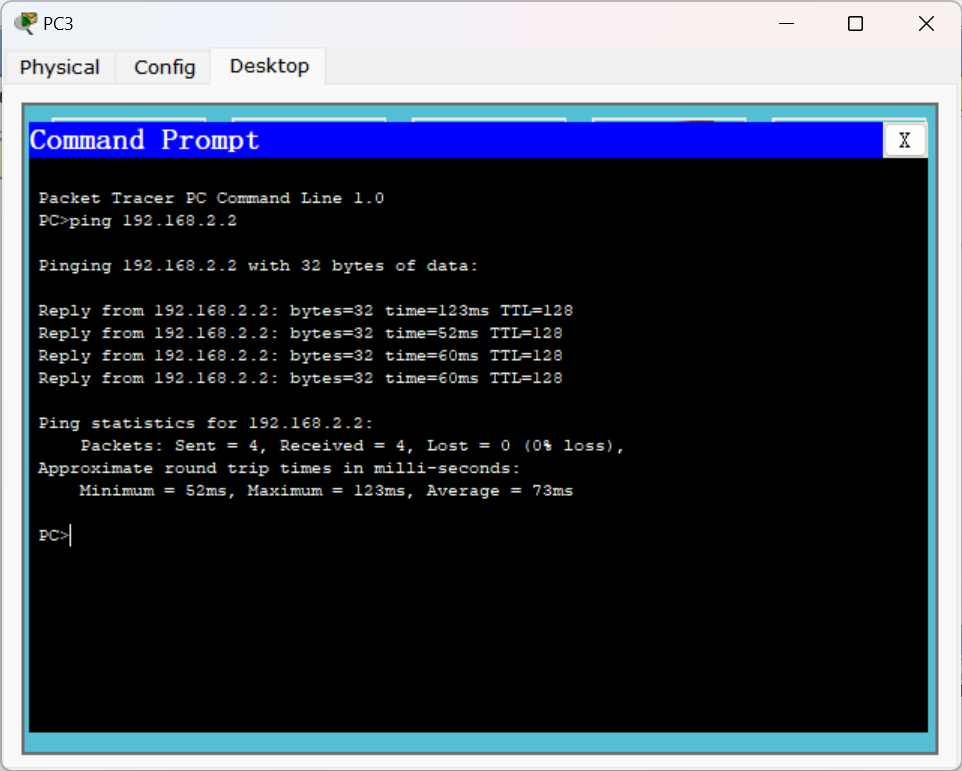 PC3
Physical Config Desktop
Command Prompt X
Packet Tracer PC Command Line 1.0
PC>ping 192.168.2.2
Pinging 192.168.2.2 with 32 bytes of data:
Reply from 192.168.2.2: bytes=32 time=123ms TTL=128
Reply from 192.168.2.2: bytes=32 time=52ms TTL=128
Reply from 192.168.2.2: bytes=32 time=60ms TTL=128
Reply from 192.168.2.2: bytes=32 time=60ms TTL=128
Ping statistics for 192.168.2.2:
Packets: Sent = 4, Received = 4, Lost = 0 (0% loss),
Approximate round trip times in milli-seconds:
Minimum = 52ms, Maximum = 123ms, Average = 73ms
PC>